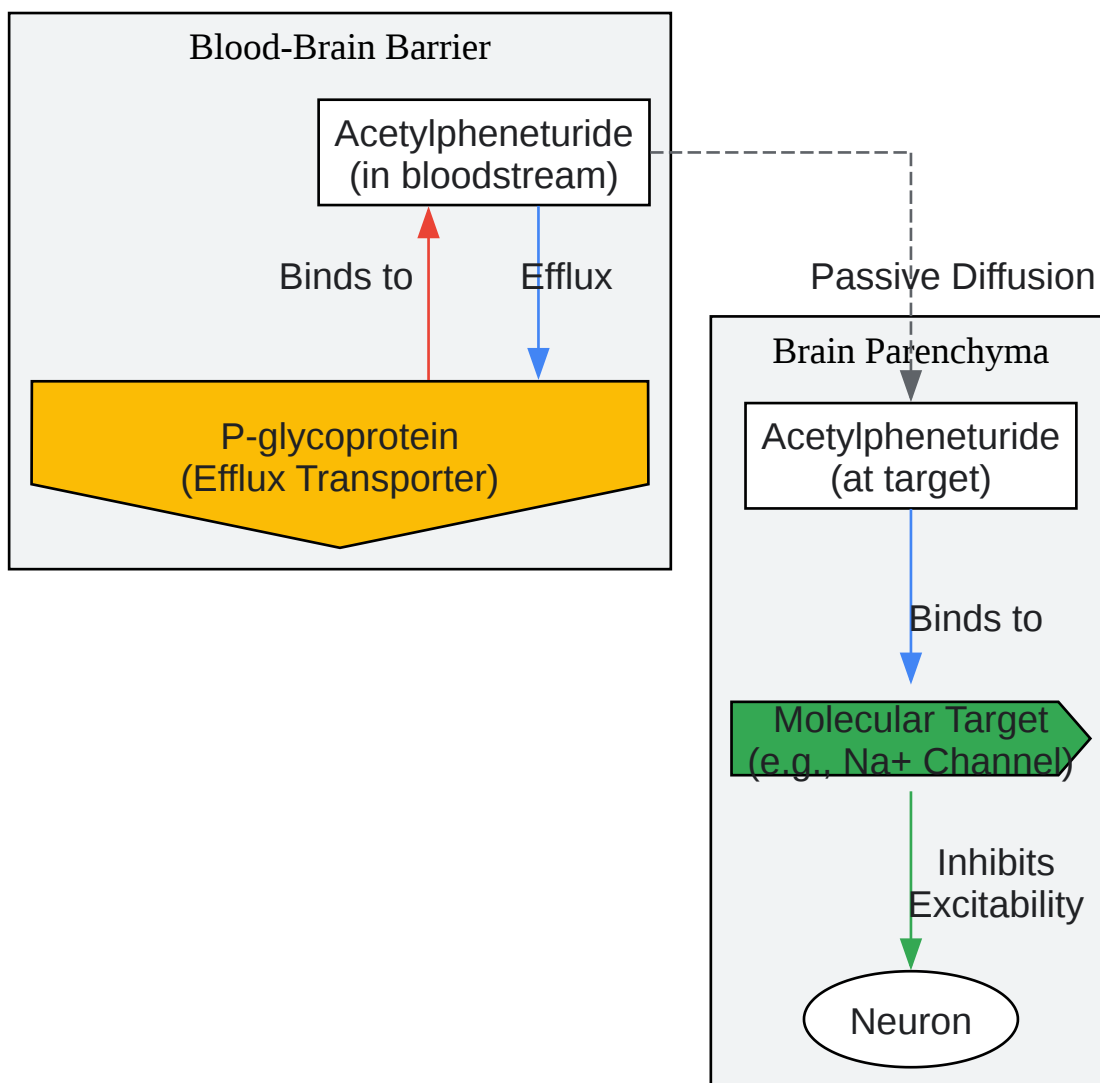 Blood-Brain Barrier
Acetylpheneturide
(in bloodstream)
Binds to
Efflux
P-glycoprotein
(Efflux Transporter)
Passive Diffusion
Brain Parenchyma
Acetylpheneturide
(at target)
Binds to
Molecular Target
(e.g., Na+ Channel)
Inhibits
Excitability
Neuron